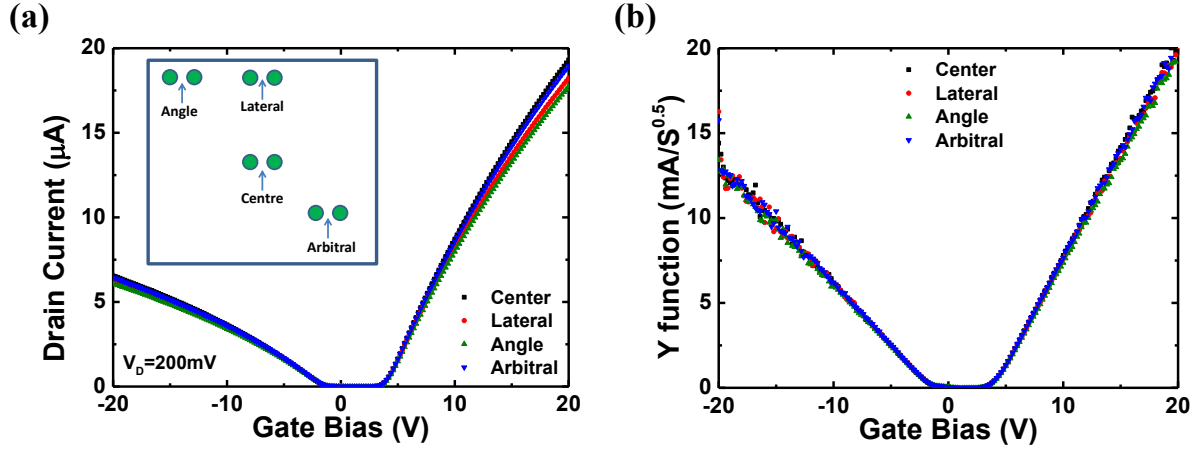 (a)
20
15
10
5
0
Drain Current (μA)
Angle
Lateral
Centre
Arbitral
Center
Lateral
Angle
Arbitral
V_D=200mV
-20 -10 0 10 20
Gate Bias (V)
(b)
20
15
10
5
0
Y function (mA/S^0.5)
Center
Lateral
Angle
Arbitral
-20 -10 0 10 20
Gate Bias (V)